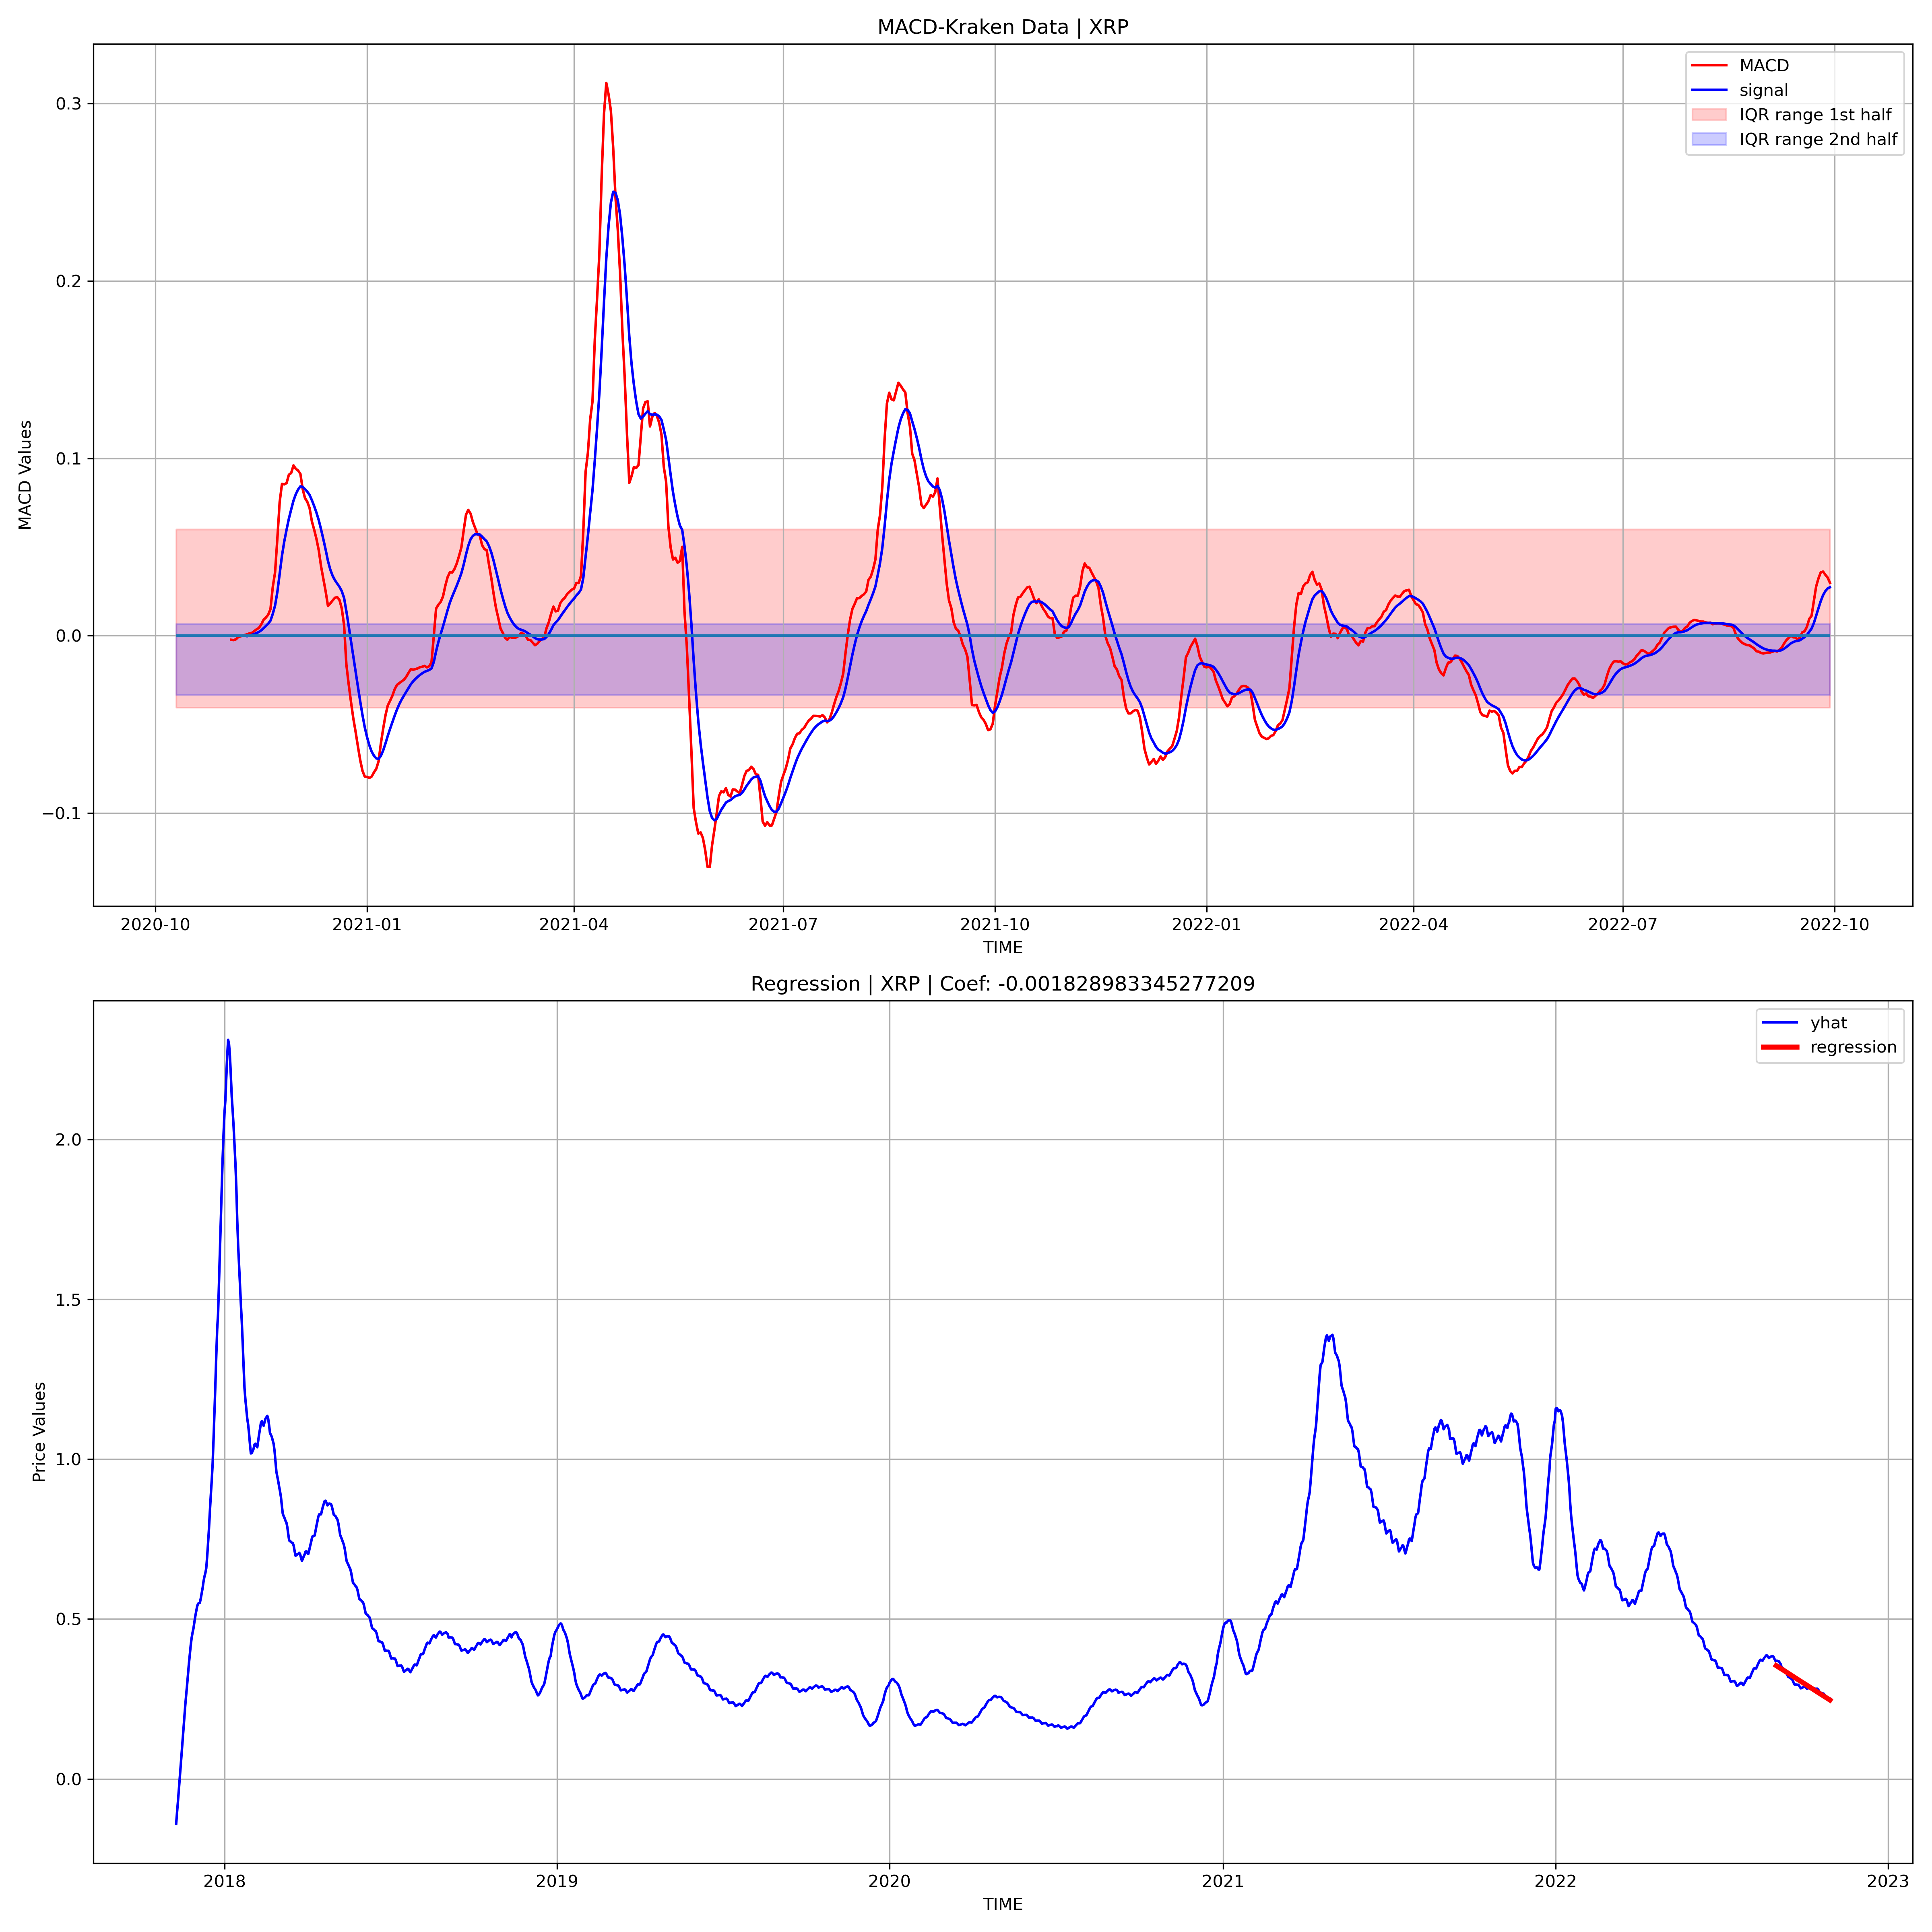 MACD-Kraken Data | XRP
MACD
signal
IQR range 1st half
IQR range 2nd half
0.3
0.2
0.1
0.0
−0.1
MACD Values
2020-10 2021-01 2021-04 2021-07 2021-10 2022-01 2022-04 2022-07 2022-10
TIME
Regression | XRP | Coef: -0.001828983345277209
yhat
regression
2.0
1.5
1.0
0.5
0.0
Price Values
2018 2019 2020 2021 2022 2023
TIME